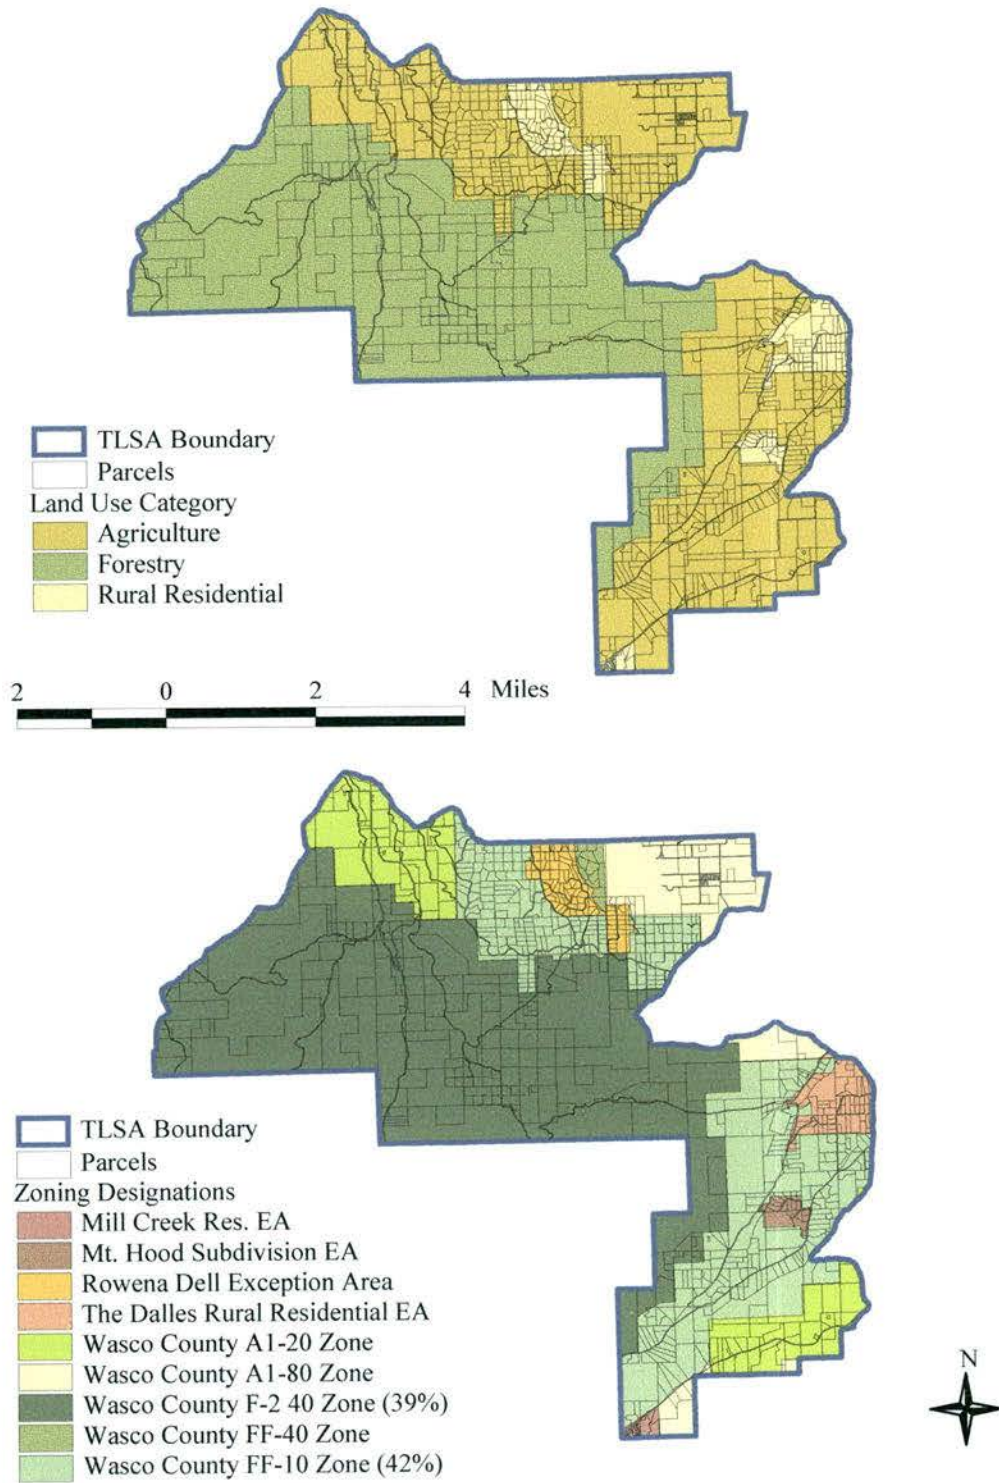 TLSA Boundary
Parcels
Land Use Category
Agriculture
Forestry
Rural Residential
2 0 2 4 Miles
TLSA Boundary
Parcels
Zoning Designations
Mill Creek Res. EA
Mt. Hood Subdivision EA
Rowena Dell Exception Area
The Dalles Rural Residential EA
Wasco County A1-20 Zone
Wasco County A1-80 Zone
Wasco County F-2 40 Zone (39%)
Wasco County FF-40 Zone
Wasco County FF-10 Zone (42%)
N